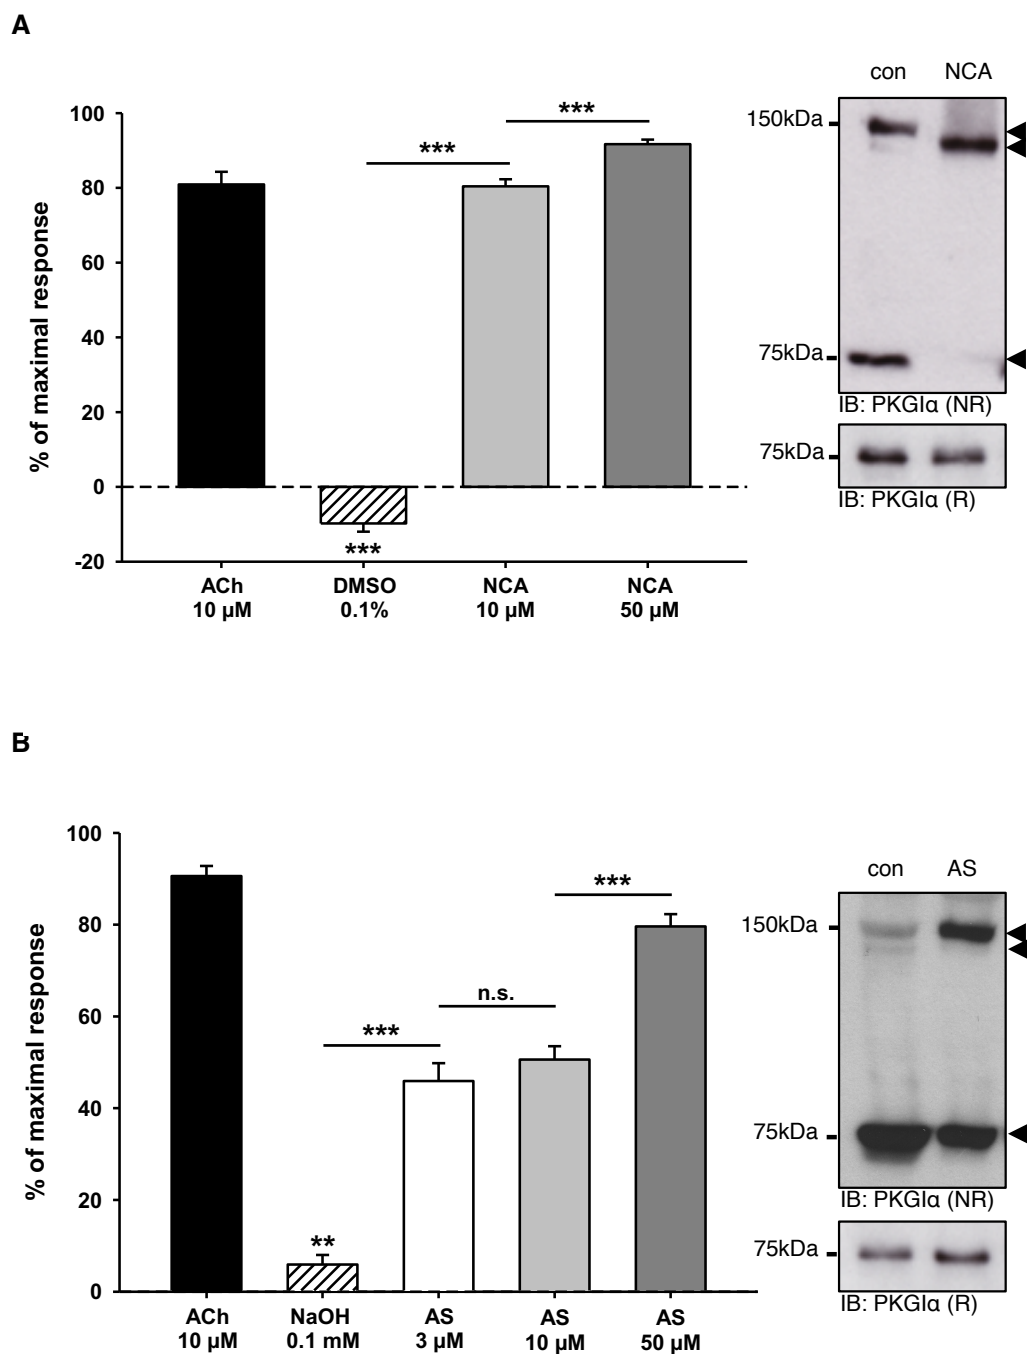 A
con NCA
100
80
60
40
20
0
-20
% of maximal response
***
***
***
ACh DMSO NCA NCA
10 µM 0.1% 10 µM 50 µM
150kDa
75kDa
IB: PKGIα (NR)
75kDa
IB: PKGIα (R)
B
con AS
100
80
60
40
20
0
% of maximal response
***
n.s.
***
**
ACh NaOH AS AS AS
10 µM 0.1 mM 3 µM 10 µM 50 µM
150kDa
75kDa
IB: PKGIα (NR)
75kDa
IB: PKGIα (R)